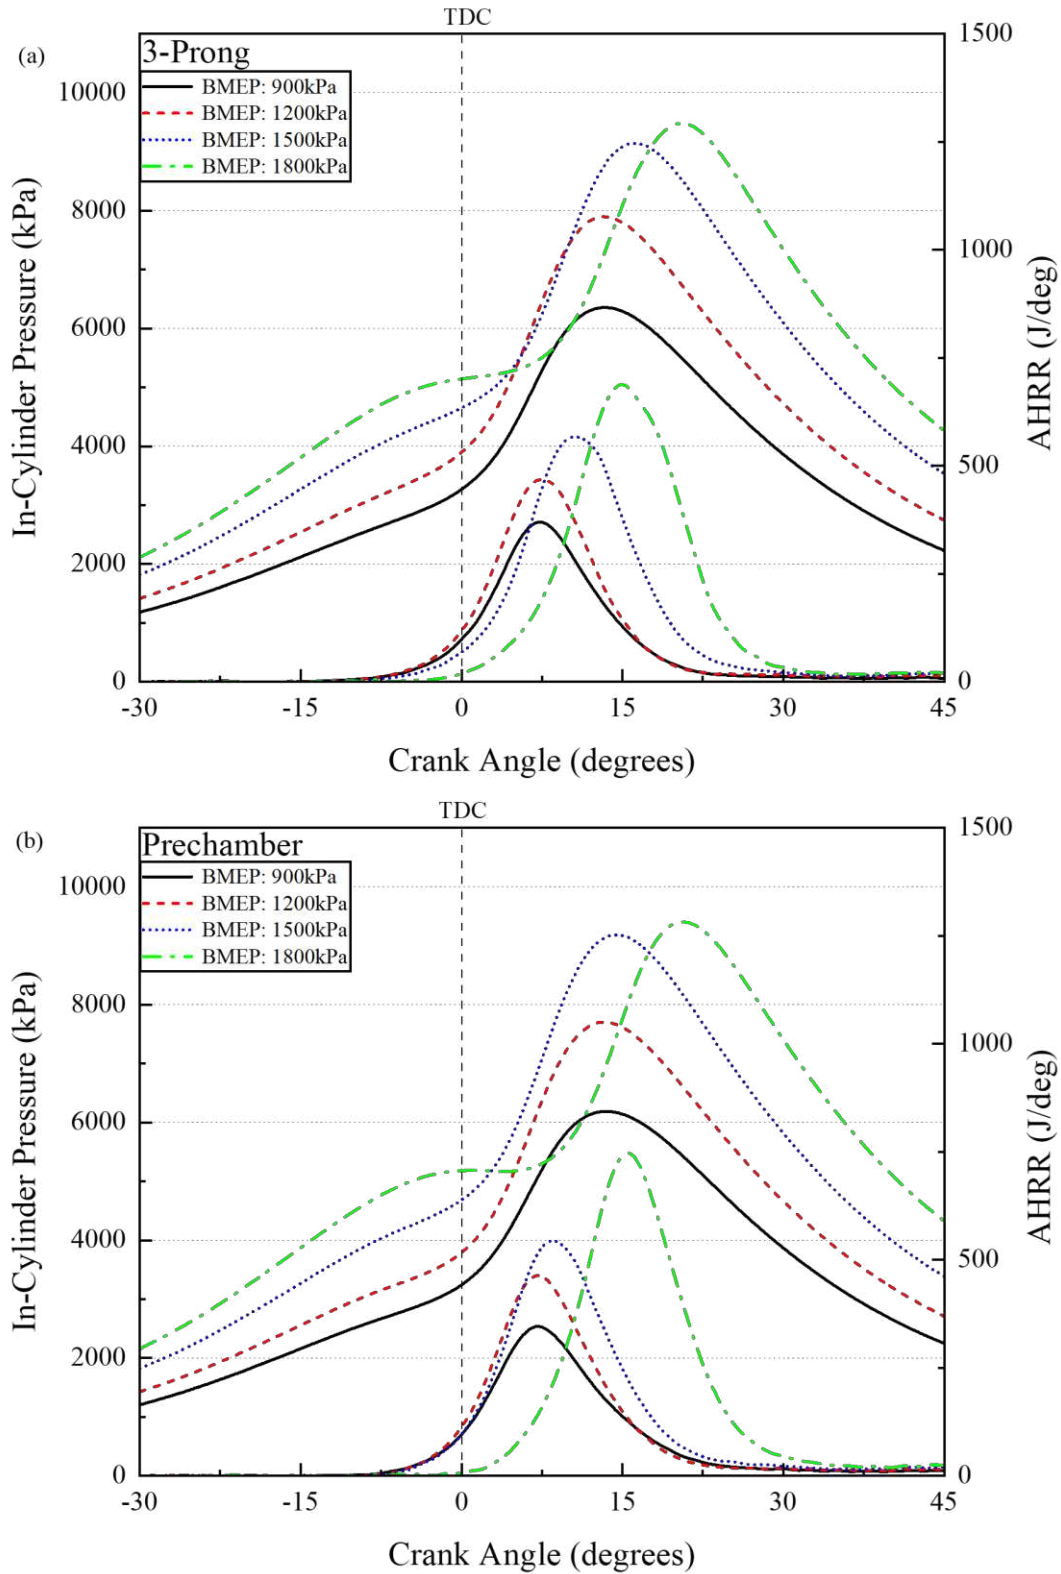 TDC
(a)
3-Prong
BMEP: 900kPa
BMEP: 1200kPa
BMEP: 1500kPa
BMEP: 1800kPa
In-Cylinder Pressure (kPa)
10000
8000
6000
4000
2000
0
1500
1000
500
0
AHRR (J/deg)
-30 -15 0 15 30 45
Crank Angle (degrees)
TDC
(b)
Prechamber
BMEP: 900kPa
BMEP: 1200kPa
BMEP: 1500kPa
BMEP: 1800kPa
In-Cylinder Pressure (kPa)
10000
8000
6000
4000
2000
0
1500
1000
500
0
AHRR (J/deg)
-30 -15 0 15 30 45
Crank Angle (degrees)